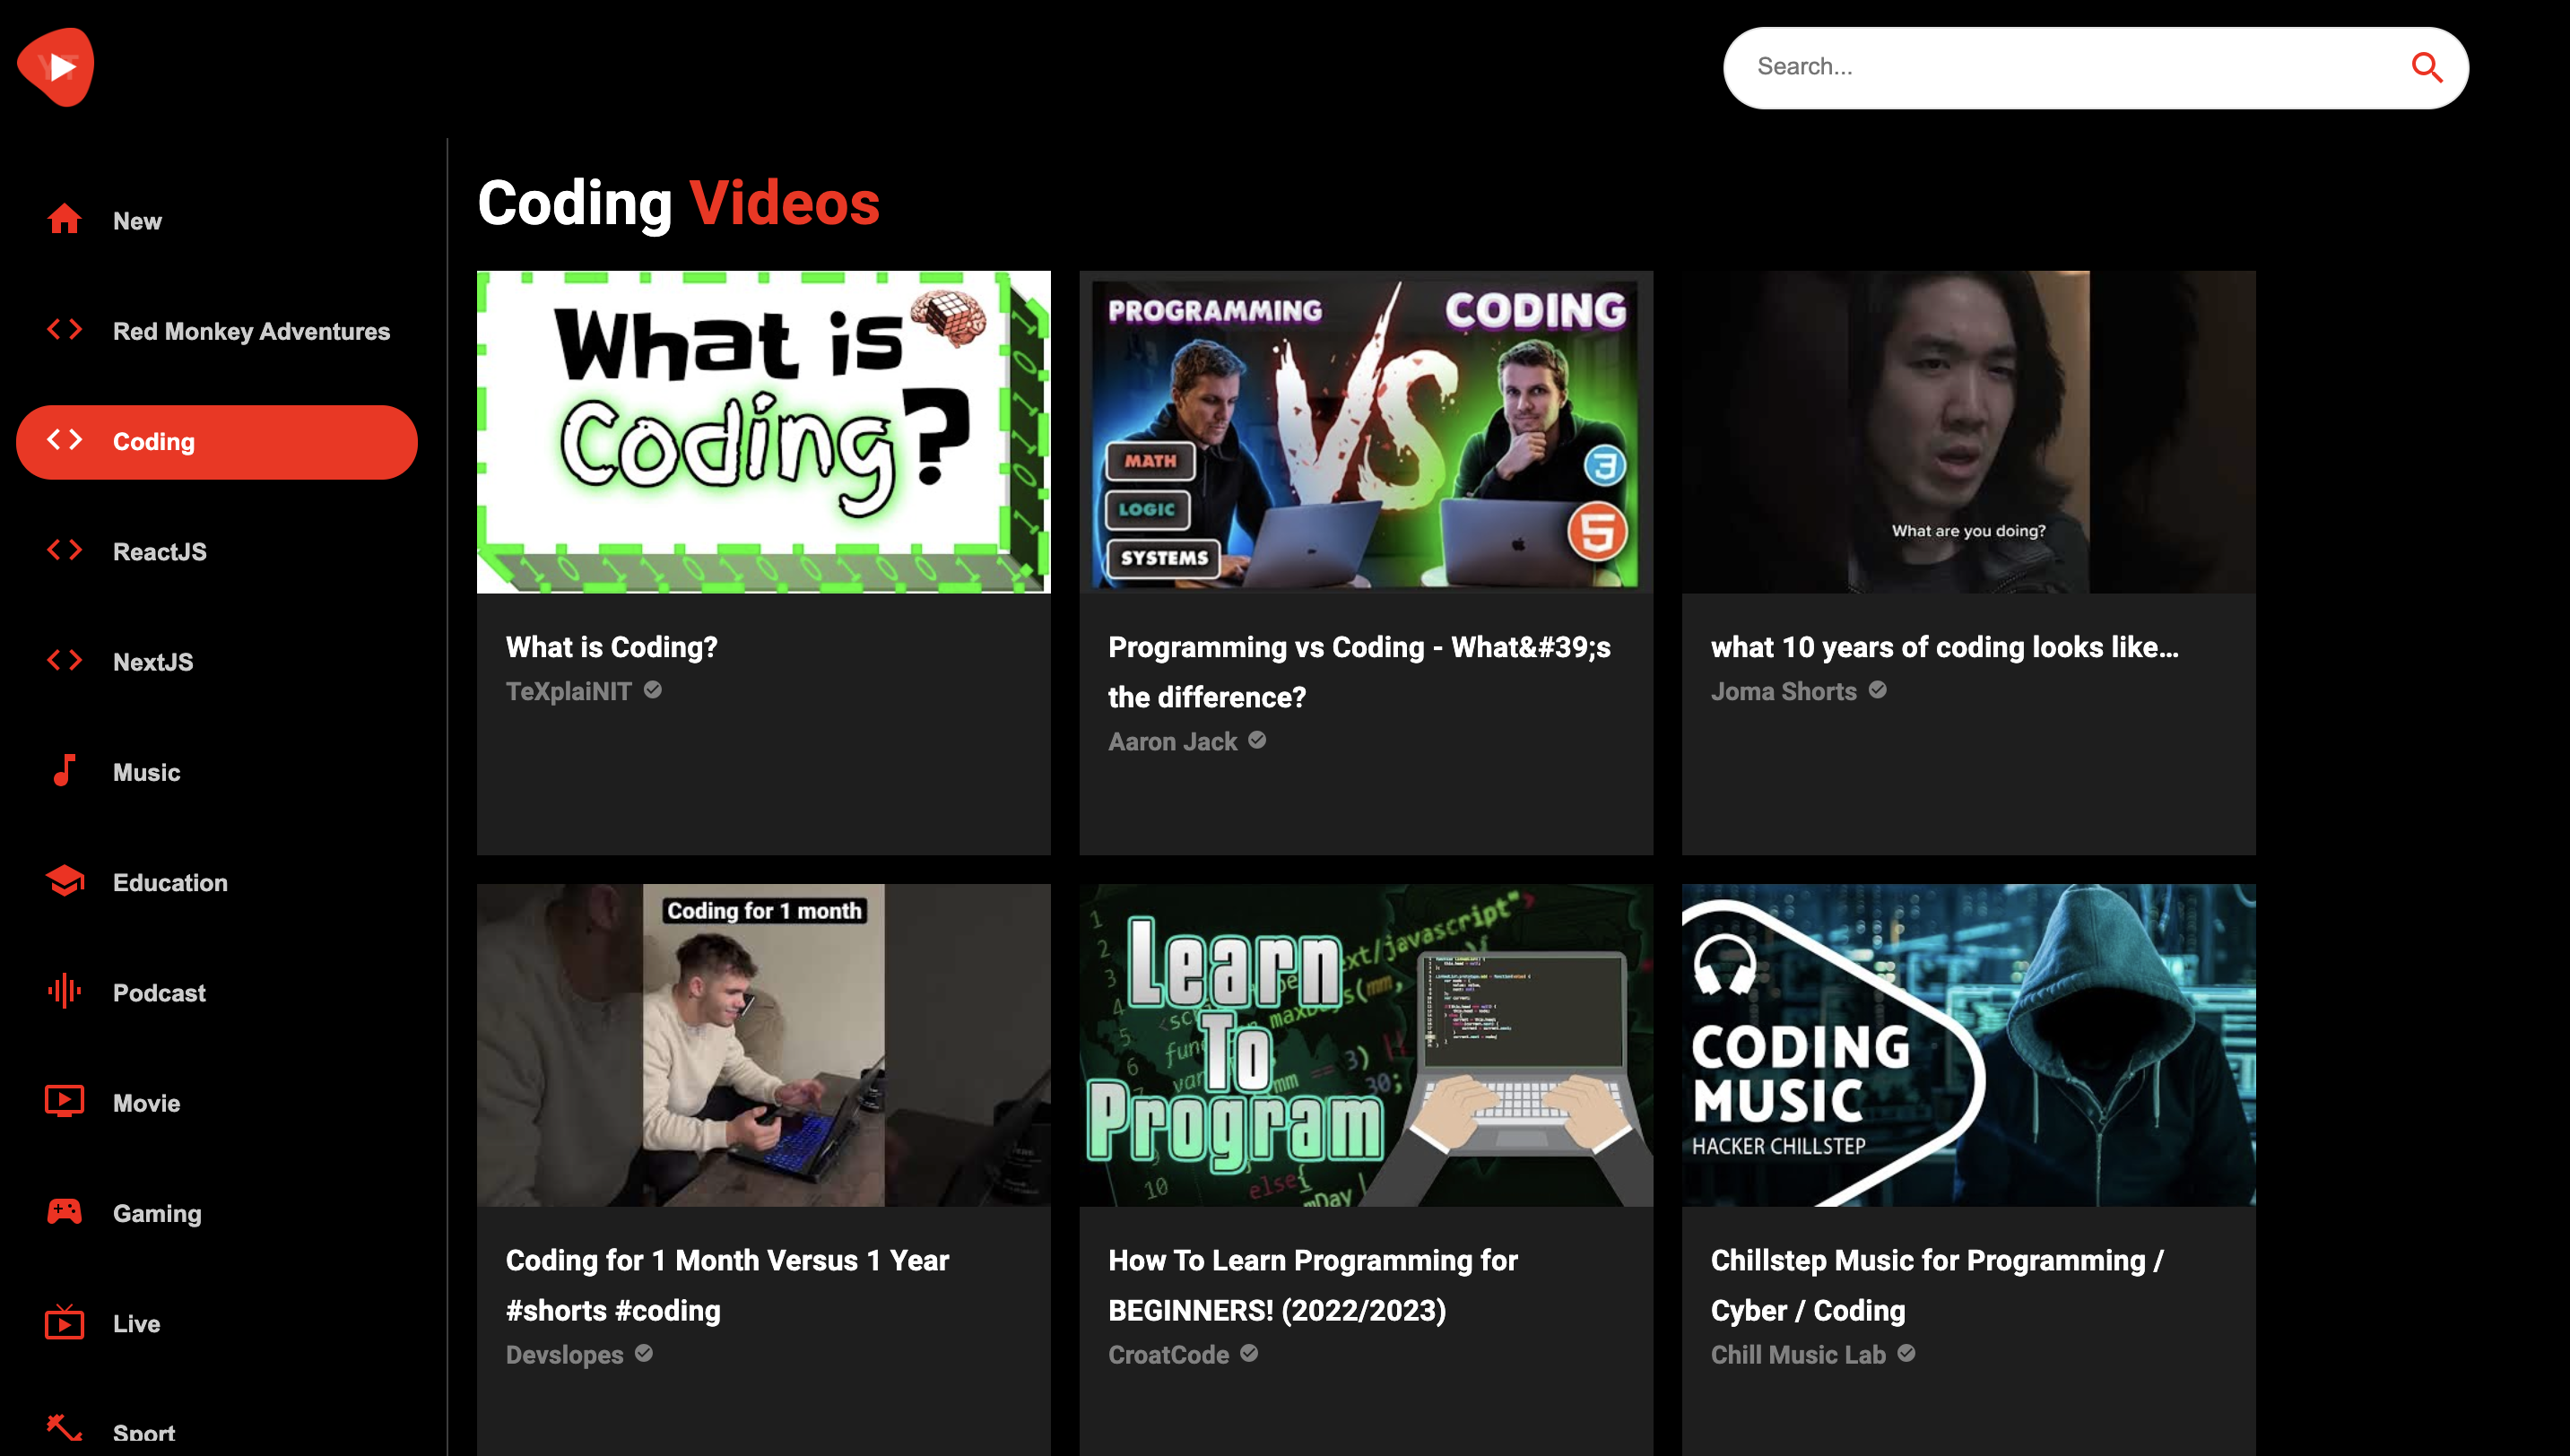 YT
Search...
New
Red Monkey Adventures
Coding
ReactJS
NextJS
Music
Education
Podcast
Movie
Gaming
Live
Sport
Coding Videos
What is
Coding?
What is Coding?
TeXplaiNIT
PROGRAMMING
CODING
VS
MATH
LOGIC
SYSTEMS
3
5
Programming vs Coding - What&#39;s
the difference?
Aaron Jack
What are you doing?
what 10 years of coding looks like...
Joma Shorts
Coding for 1 month
Coding for 1 Month Versus 1 Year
#shorts #coding
Devslopes
Learn
To
Program
How To Learn Programming for
BEGINNERS! (2022/2023)
CroatCode
CODING
MUSIC
HACKER CHILLSTEP
Chillstep Music for Programming /
Cyber / Coding
Chill Music Lab